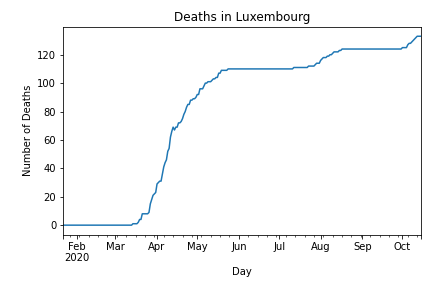 Deaths in Luxembourg
Number of Deaths
120
100
80
60
40
20
0
Feb Mar Apr May Jun Jul Aug Sep Oct
2020
Day